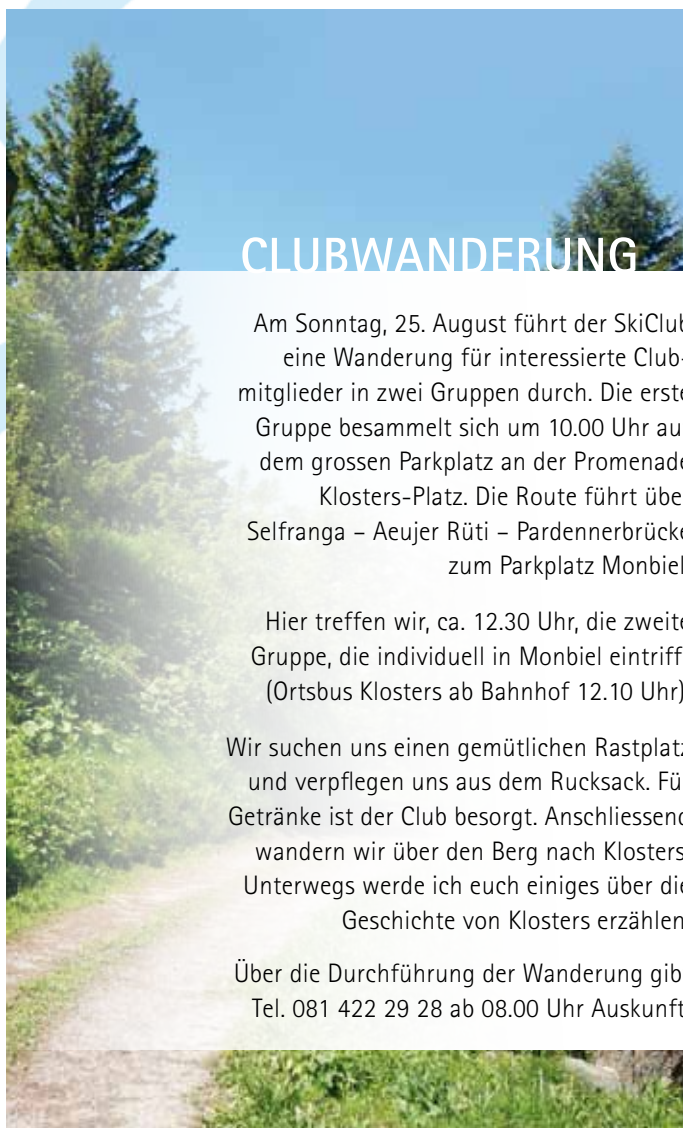 CLUBWANDERUNG
Am Sonntag, 25. August führt der SkiClub
eine Wanderung für interessierte Club-
mitglieder in zwei Gruppen durch. Die erste
Gruppe besammelt sich um 10.00 Uhr au
dem grossen Parkplatz an der Promenade
Klosters-Platz. Die Route führt übe
Selfranga – Aeujer Rüti – Pardennerbrücke
zum Parkplatz Monbiel
Hier treffen wir, ca. 12.30 Uhr, die zweite
Gruppe, die individuell in Monbiel eintriff
(Ortsbus Klosters ab Bahnhof 12.10 Uhr)
Wir suchen uns einen gemütlichen Rastplatz
und verpflegen uns aus dem Rucksack. Fü
Getränke ist der Club besorgt. Anschliessend
wandern wir über den Berg nach Klosters
Unterwegs werde ich euch einiges über die
Geschichte von Klosters erzählen
Über die Durchführung der Wanderung gib
Tel. 081 422 29 28 ab 08.00 Uhr Auskunft